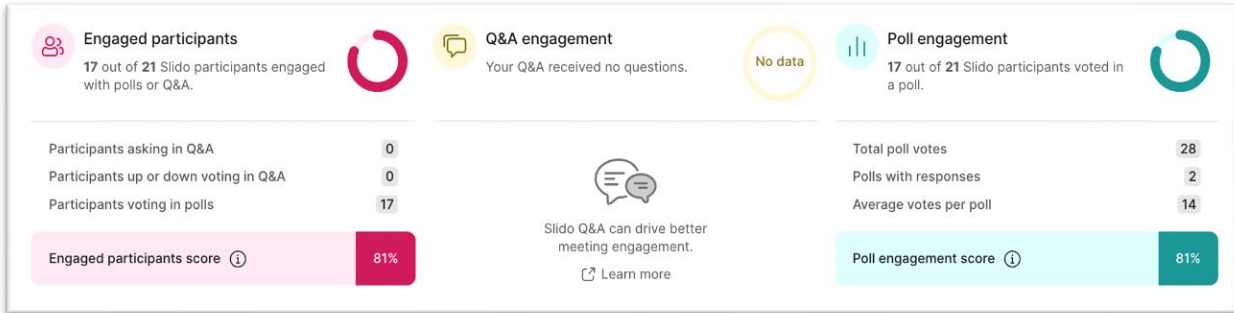 Engaged participants
17 out of 21 Slido participants engaged
with polls or Q&A.
Participants asking in Q&A 0
Participants up or down voting in Q&A 0
Participants voting in polls 17
Engaged participants score 81%
Q&A engagement
Your Q&A received no questions.
No data
Slido Q&A can drive better
meeting engagement.
Learn more
Poll engagement
17 out of 21 Slido participants voted in
a poll.
Total poll votes 28
Polls with responses 2
Average votes per poll 14
Poll engagement score 81%